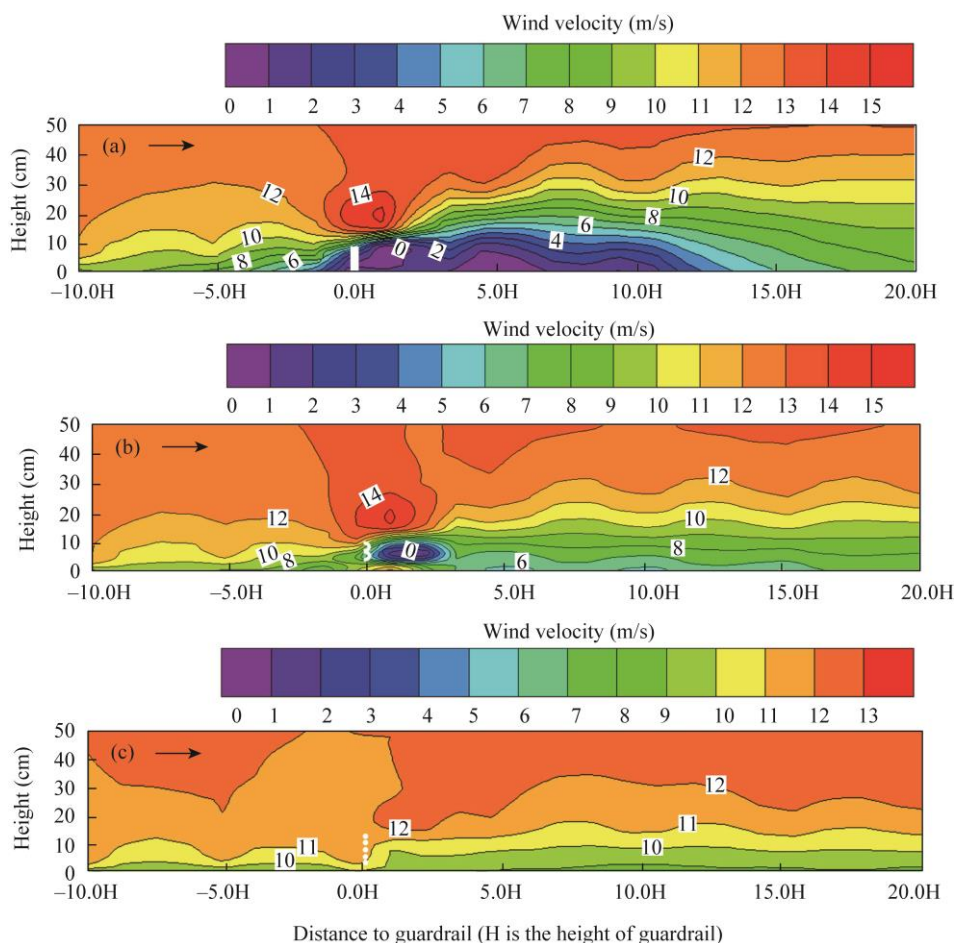 Wind velocity (m/s)
0 1 2 4 5 6 7 8 9 10 11 12 13 14 15
50
40
30
20
10
0
Height (cm)
(a)
12
10
8
6
14
0
2
4
6
8
10
12
−10.0H −5.0H 0.0H 5.0H 10.0H 15.0H 20.0H
Wind velocity (m/s)
0 1 2 3 4 5 6 7 8 9 10 11 12 13 14 15
50
40
30
20
10
0
Height (cm)
(b)
12
10
8
14
0
6
12
10
8
−10.0H −5.0H 0.0H 5.0H 10.0H 15.0H 20.0H
Wind velocity (m/s)
0 1 2 3 4 5 6 7 8 9 10 11 12 13
50
40
30
20
10
0
Height (cm)
(c)
11
10
12
12
11
10
−10.0H −5.0H 0.0H 5.0H 10.0H 15.0H 20.0H
Distance to guardrail (H is the height of guardrail)